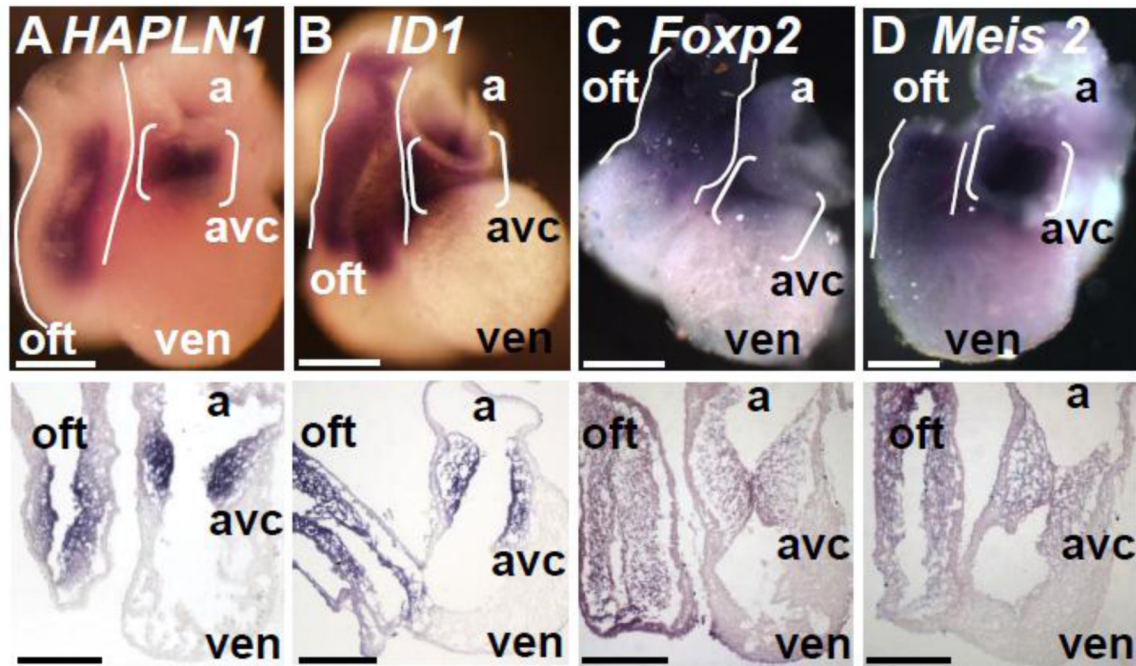 A HAPLN1
a
avc
oft
ven
B ID1
a
avc
oft
ven
C Foxp2
oft
a
avc
ven
D Meis 2
oft
a
avc
ven
oft
a
avc
ven
oft
a
avc
ven
oft
a
avc
ven
oft
a
avc
ven